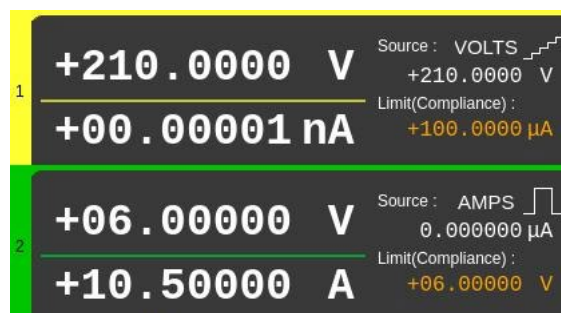 1
+210.0000 V
+00.00001 nA
Source : VOLTS
+210.0000 V
Limit(Compliance) :
+100.0000 µA
2
+06.00000 V
+10.50000 A
Source : AMPS
0.000000 µA
Limit(Compliance) :
+06.00000 V